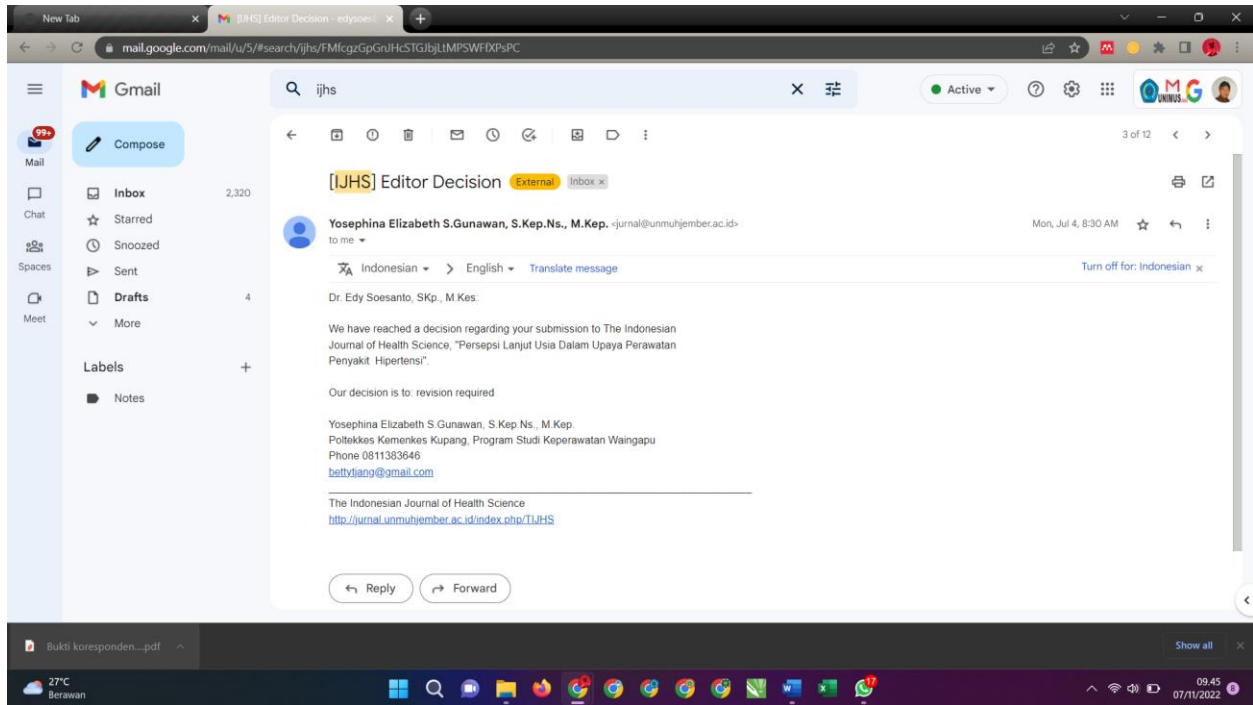 New Tab
[IJHS] Editor Decision - edysoes
mail.google.com/mail/u/5/#search/ijhs/FMfcgzGpGnJHcSTGJbjLtMPSWFfXPsPC
Gmail
ijhs
Active
UNINUS
99+
Mail
Chat
Spaces
Meet
Compose
Inbox 2,320
Starred
Snoozed
Sent
Drafts 4
More
Labels
Notes
3 of 12
[IJHS] Editor Decision External Inbox x
Yosephina Elizabeth S.Gunawan, S.Kep.Ns., M.Kep. <jurnal@unmuhjember.ac.id> Mon, Jul 4, 8:30 AM
to me
Indonesian > English Translate message Turn off for: Indonesian x
Dr. Edy Soesanto, SKp., M.Kes:
We have reached a decision regarding your submission to The Indonesian
Journal of Health Science, "Persepsi Lanjut Usia Dalam Upaya Perawatan
Penyakit Hipertensi".
Our decision is to: revision required
Yosephina Elizabeth S.Gunawan, S.Kep.Ns., M.Kep.
Poltekkes Kemenkes Kupang, Program Studi Keperawatan Waingapu
Phone 0811383646
bettytjang@gmail.com
The Indonesian Journal of Health Science
http://jurnal.unmuhjember.ac.id/index.php/TIJHS
Reply Forward
Bukti koresponden....pdf
Show all
27°C
Berawan
17
09.45
07/11/2022
8